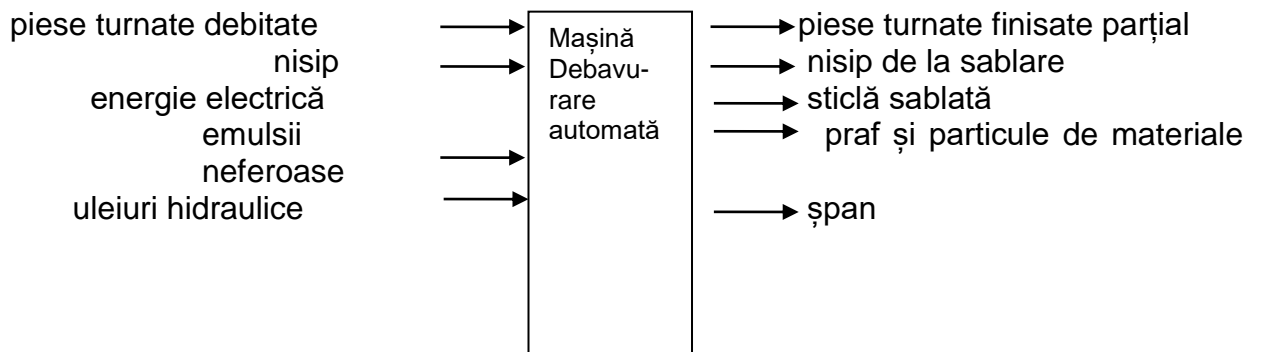 piese turnate debitate
nisip
energie electrică
emulsii
neferoase
uleiuri hidraulice
Mașină
Debavu-
rare
automată
piese turnate finisate parțial
nisip de la sablare
sticlă sablată
praf și particule de materiale
șpan